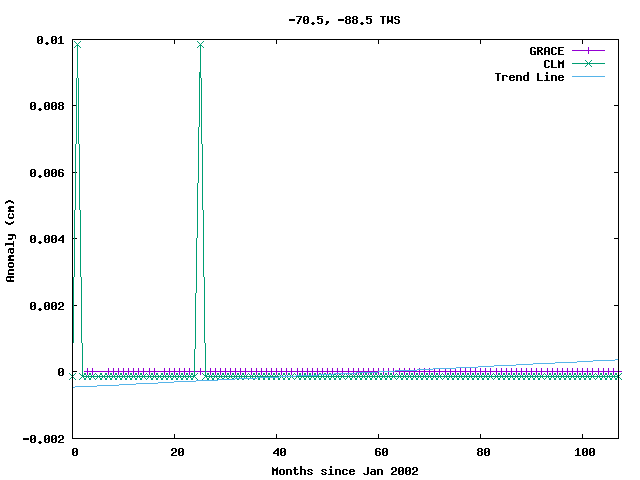 -70.5, -88.5 TWS
GRACE
CLM
Trend Line
0.01
0.008
0.006
0.004
0.002
0
-0.002
Anomaly (cm)
0 20 40 60 80 100
Months since Jan 2002